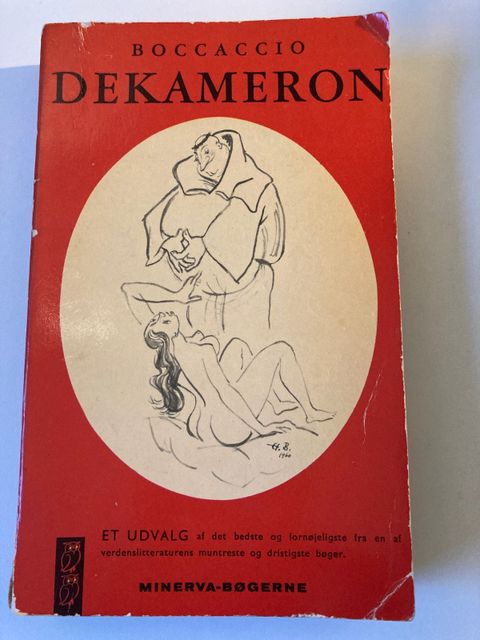 BOCCACCIO
DEKAMERON
H.B.
1960
ET UDVALG af det bedste og fornøjeligste fra en af
verdenslitteraturens muntreste og dristigste bøger.
MINERVA-BØGERNE